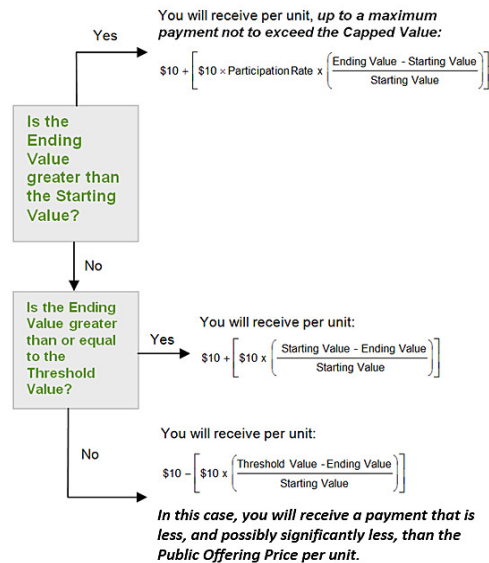 You will receive per unit, up to a maximum
Yes
payment not to exceed the Capped Value:
$10 + [ $10 × Participation Rate x ( Ending Value - Starting Value
Starting Value ) ]
Is the
Ending
Value
greater than
the Starting
Value?
No
Is the Ending
Value greater
than or equal
to the
Threshold
Value?
Yes
You will receive per unit:
$10 + [ $10 x ( Starting Value - Ending Value
Starting Value ) ]
No
You will receive per unit:
$10 – [ $10 x ( Threshold Value - Ending Value
Starting Value ) ]
In this case, you will receive a payment that is
less, and possibly significantly less, than the
Public Offering Price per unit.